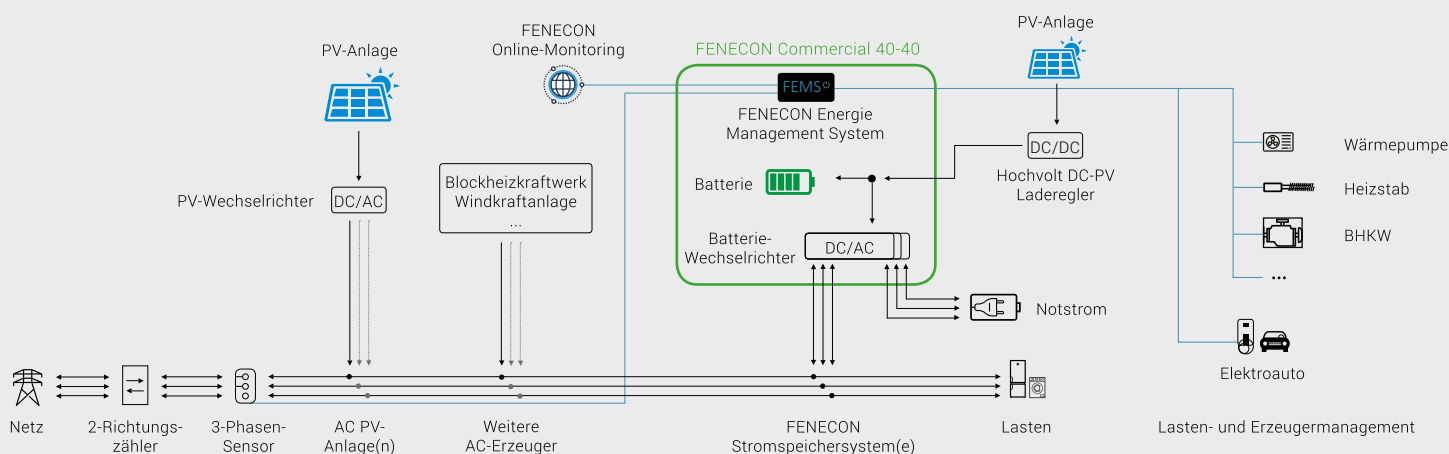 FENECON
Online-Monitoring
PV-Anlage
FENECON Commercial 40-40
PV-Anlage
FEMS
FENECON Energie
Management System
DC/DC
Hochvolt DC-PV
Laderegler
Wärmepumpe
Heizstab
BHKW
...
PV-Wechselrichter
DC/AC
Blockheizkraftwerk
Windkraftanlage
...
Batterie
Batterie-
Wechselrichter
DC/AC
Notstrom
Elektroauto
Netz
2-Richtungs-
zähler
3-Phasen-
Sensor
AC PV-
Anlage(n)
Weitere
AC-Erzeuger
FENECON
Stromspeichersystem(e)
Lasten
Lasten- und Erzeugermanagement